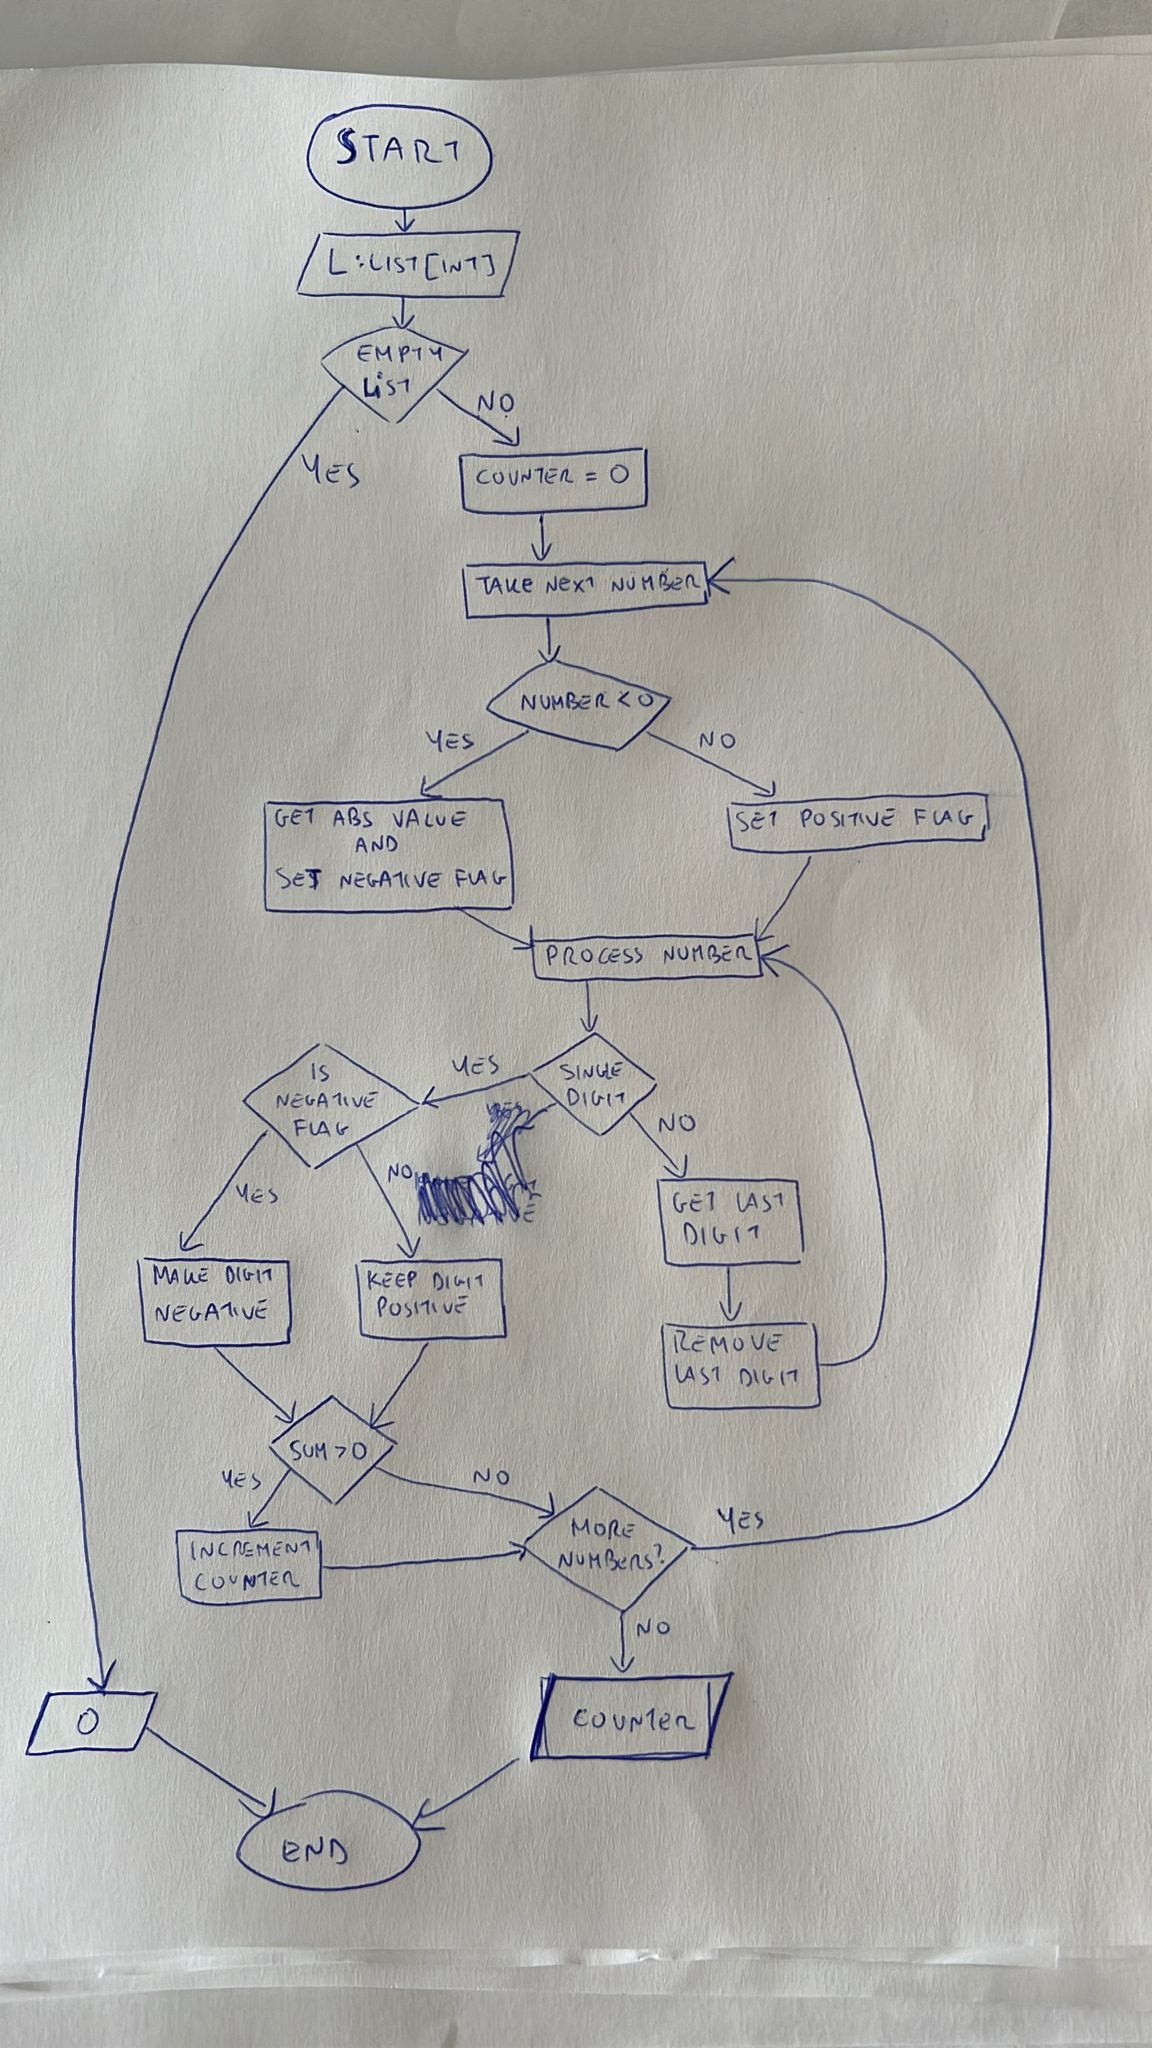 START
L:LIST[INT]
EMPTY
LIST
NO
YES
COUNTER = 0
TAKE NEXT NUMBER
NUMBER < 0
YES
NO
GET ABS VALUE
AND
SET NEGATIVE FLAG
SET POSITIVE FLAG
PROCESS NUMBER
SINGLE
DIGIT
YES
IS
NEGATIVE
FLAG
NO
YES
NO
GET LAST
DIGIT
MAKE DIGIT
NEGATIVE
KEEP DIGIT
POSITIVE
REMOVE
LAST DIGIT
SUM > 0
YES
NO
INCREMENT
COUNTER
MORE
NUMBERS?
YES
NO
0
COUNTER
END